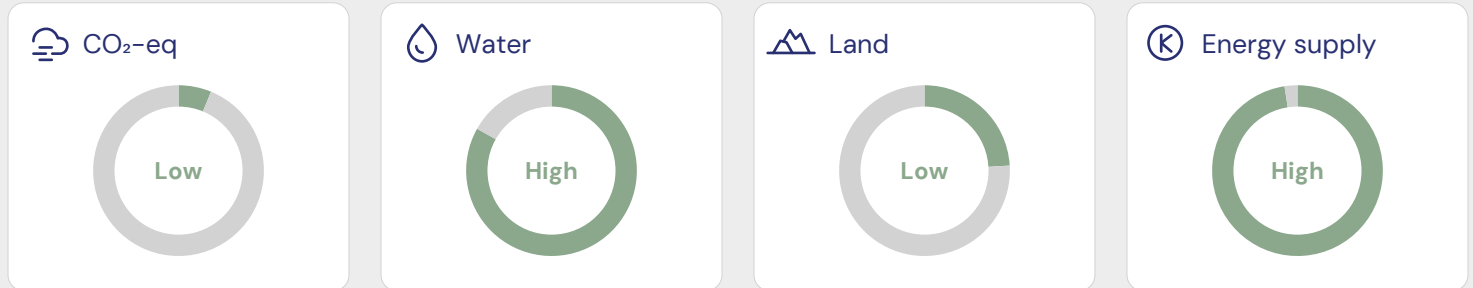 CO₂-eq
Low
Water
High
Land
Low
Energy supply
High